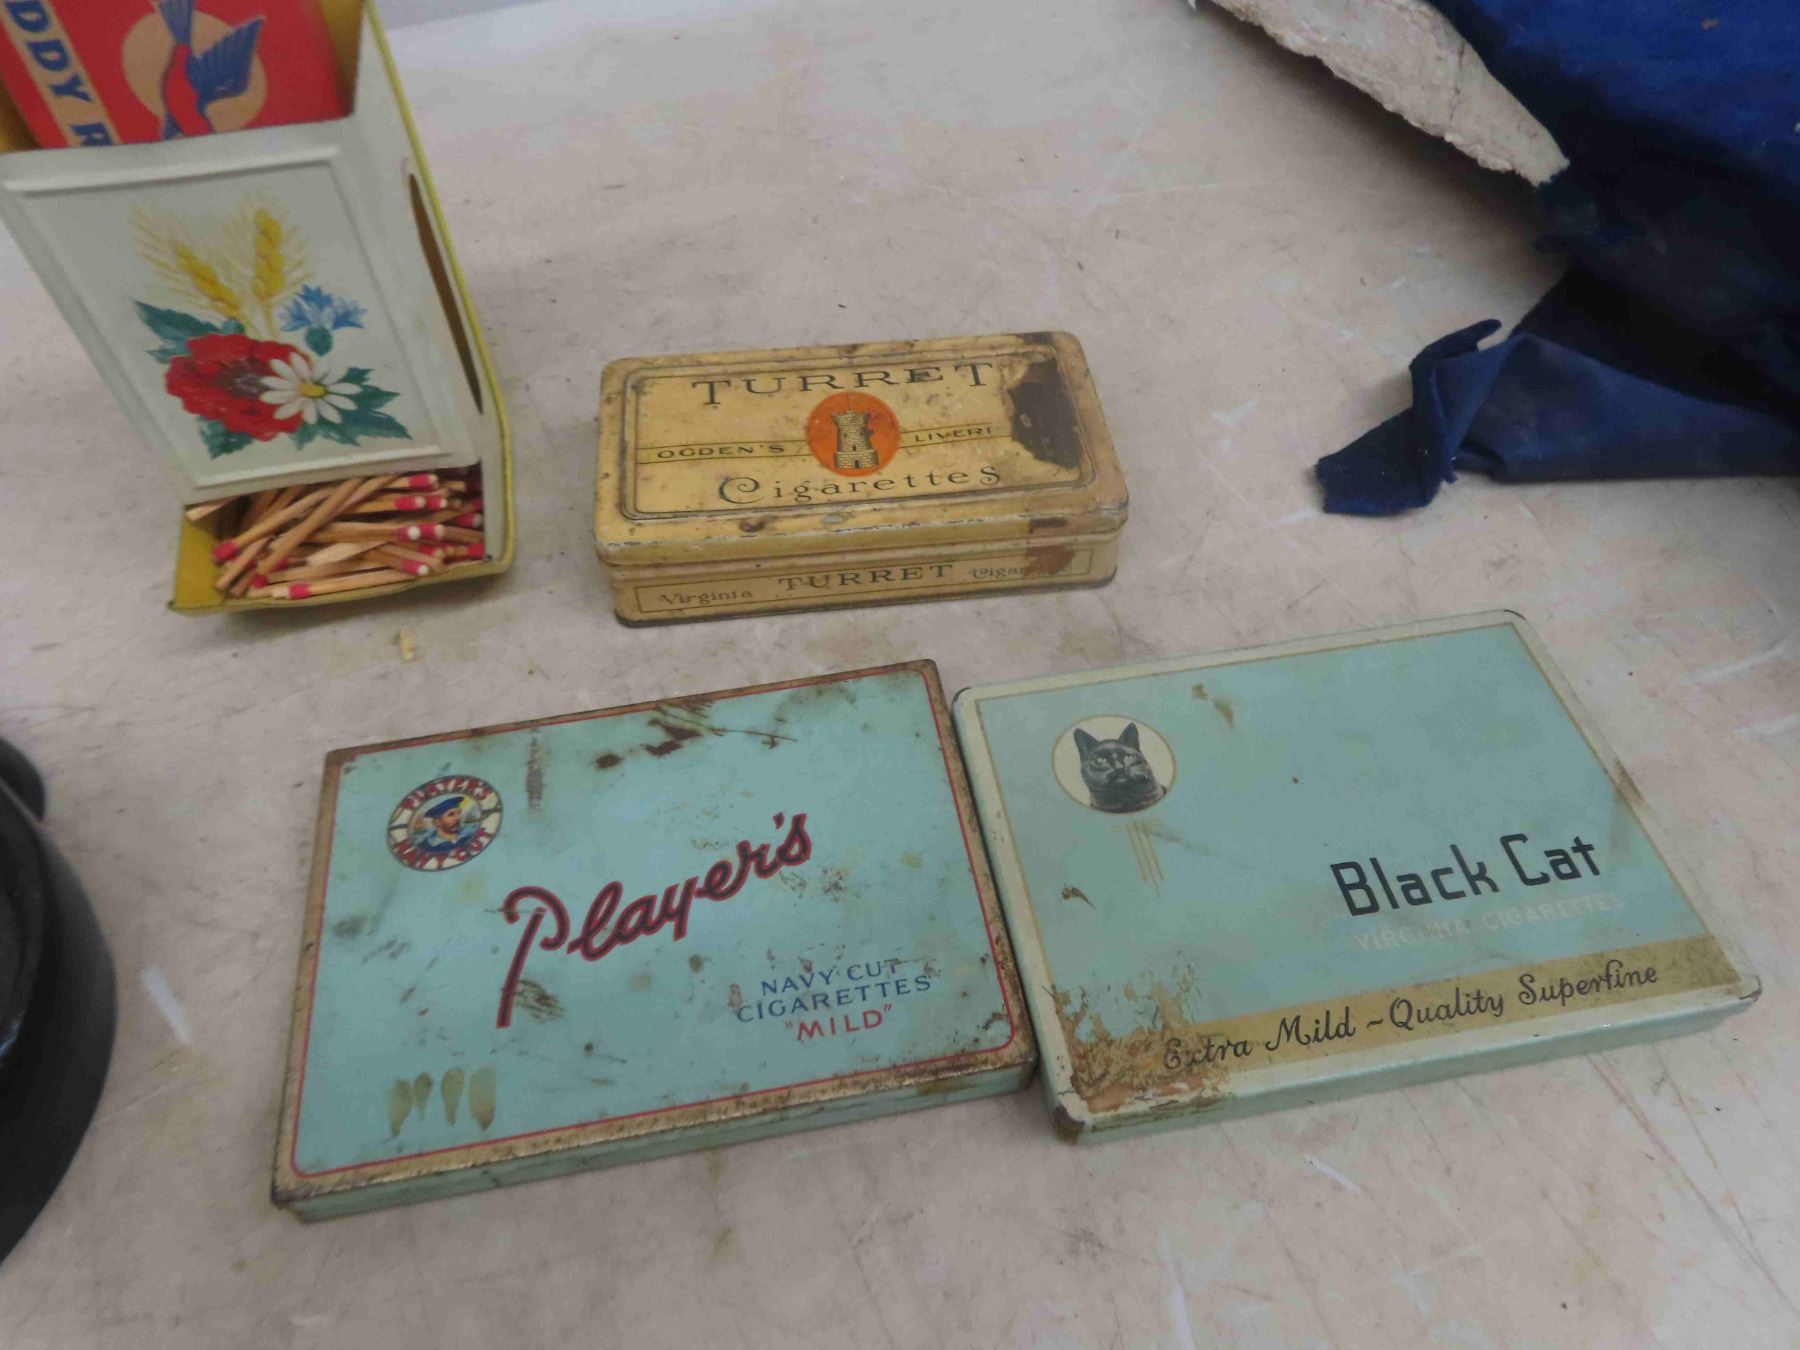 DDY R
TURRET
OGDEN'S LIVER
Cigarettes
Virginia TURRET
PLAYER'S
NAVY CUT
Player's
NAVY CUT
CIGARETTES
"MILD"
Black Cat
VIRGINIA CIGARETTES
Extra Mild ~ Quality Superfine